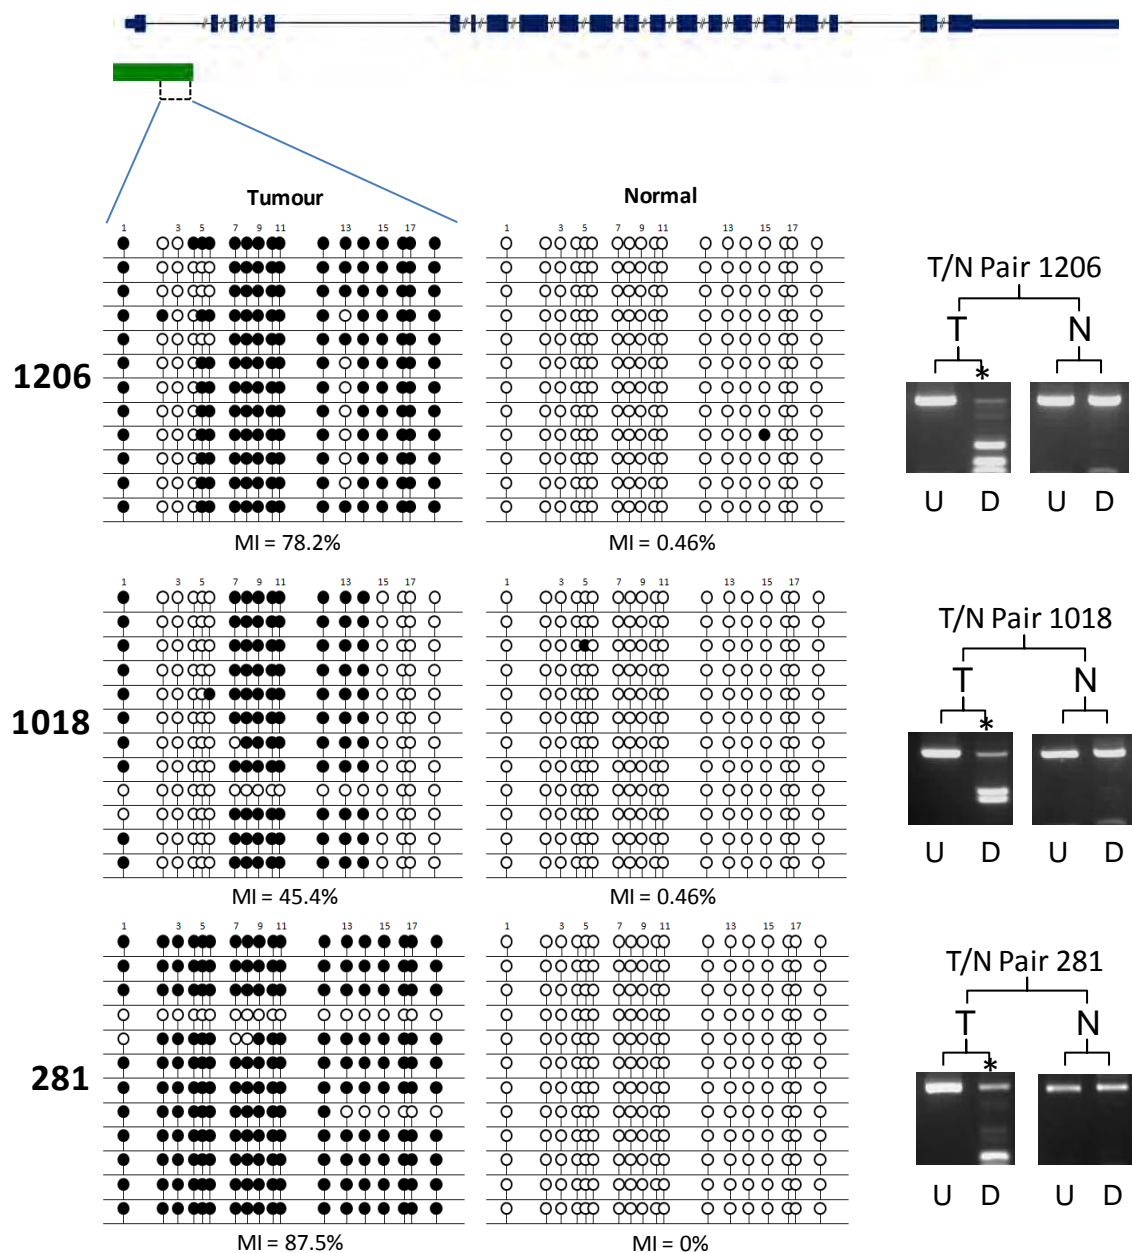 Tumour Normal
1 3 5 7 9 11 13 15 17 1 3 5 7 9 11 13 15 17
1206
MI = 78.2% MI = 0.46%
T/N Pair 1206
T N
*
U D U D
1 3 5 7 9 11 13 15 17 1 3 5 7 9 11 13 15 17
1018
MI = 45.4% MI = 0.46%
T/N Pair 1018
T N
*
U D U D
1 3 5 7 9 11 13 15 17 1 3 5 7 9 11 13 15 17
281
MI = 87.5% MI = 0%
T/N Pair 281
T N
*
U D U D